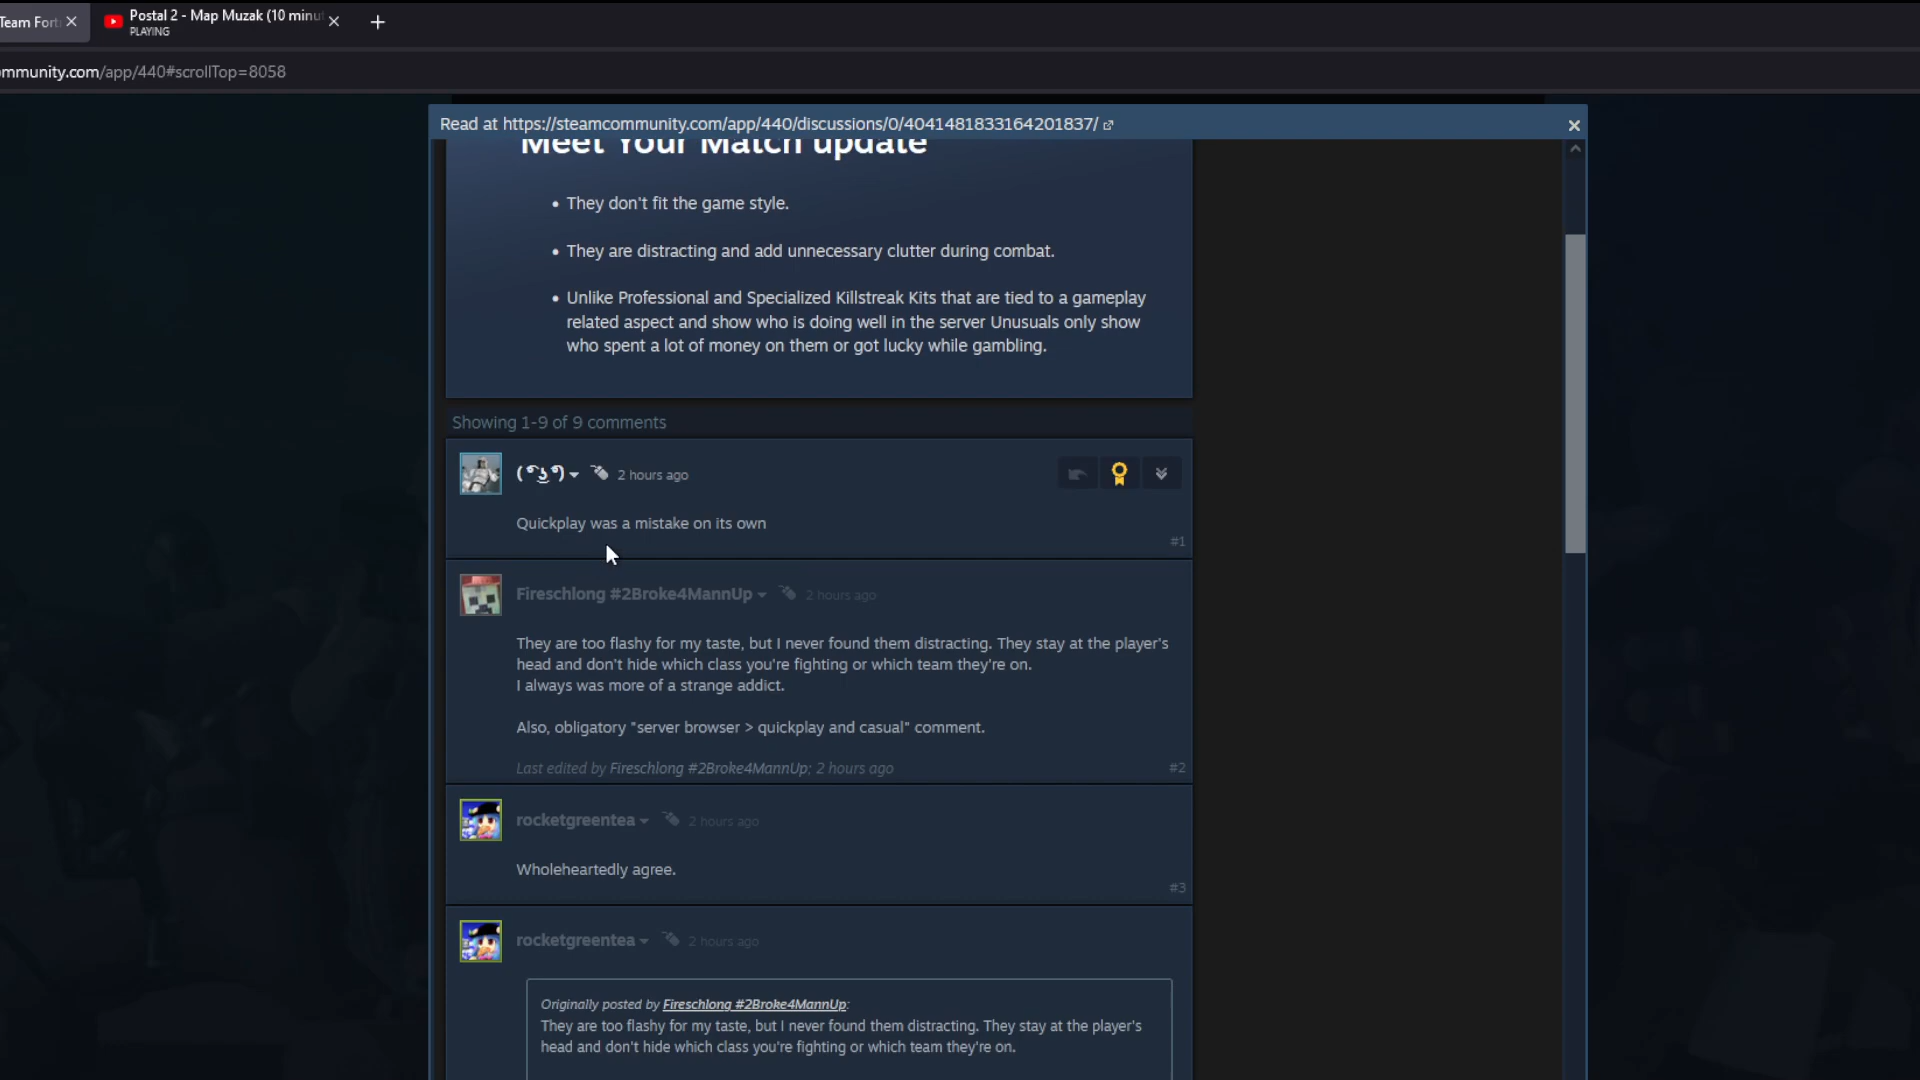 Team Fort
Postal 2 - Map Muzak (10 minu
PLAYING
mmunity.com/app/440#scrollTop=8058
Read at https://steamcommunity.com/app/440/discussions/0/4041481833164201837/
Meet Your Match update
• They don't fit the game style.
• They are distracting and add unnecessary clutter during combat.
• Unlike Professional and Specialized Killstreak Kits that are tied to a gameplay
related aspect and show who is doing well in the server Unusuals only show
who spent a lot of money on them or got lucky while gambling.
Showing 1-9 of 9 comments
( ͡° ͜ʖ ͡°) 2 hours ago
Quickplay was a mistake on its own
#1
Fireschlong #2Broke4MannUp 2 hours ago
They are too flashy for my taste, but I never found them distracting. They stay at the player's
head and don't hide which class you're fighting or which team they're on.
I always was more of a strange addict.
Also, obligatory "server browser > quickplay and casual" comment.
Last edited by Fireschlong #2Broke4MannUp; 2 hours ago
#2
rocketgreentea 2 hours ago
Wholeheartedly agree.
#3
rocketgreentea 2 hours ago
Originally posted by Fireschlong #2Broke4MannUp:
They are too flashy for my taste, but I never found them distracting. They stay at the player's
head and don't hide which class you're fighting or which team they're on.